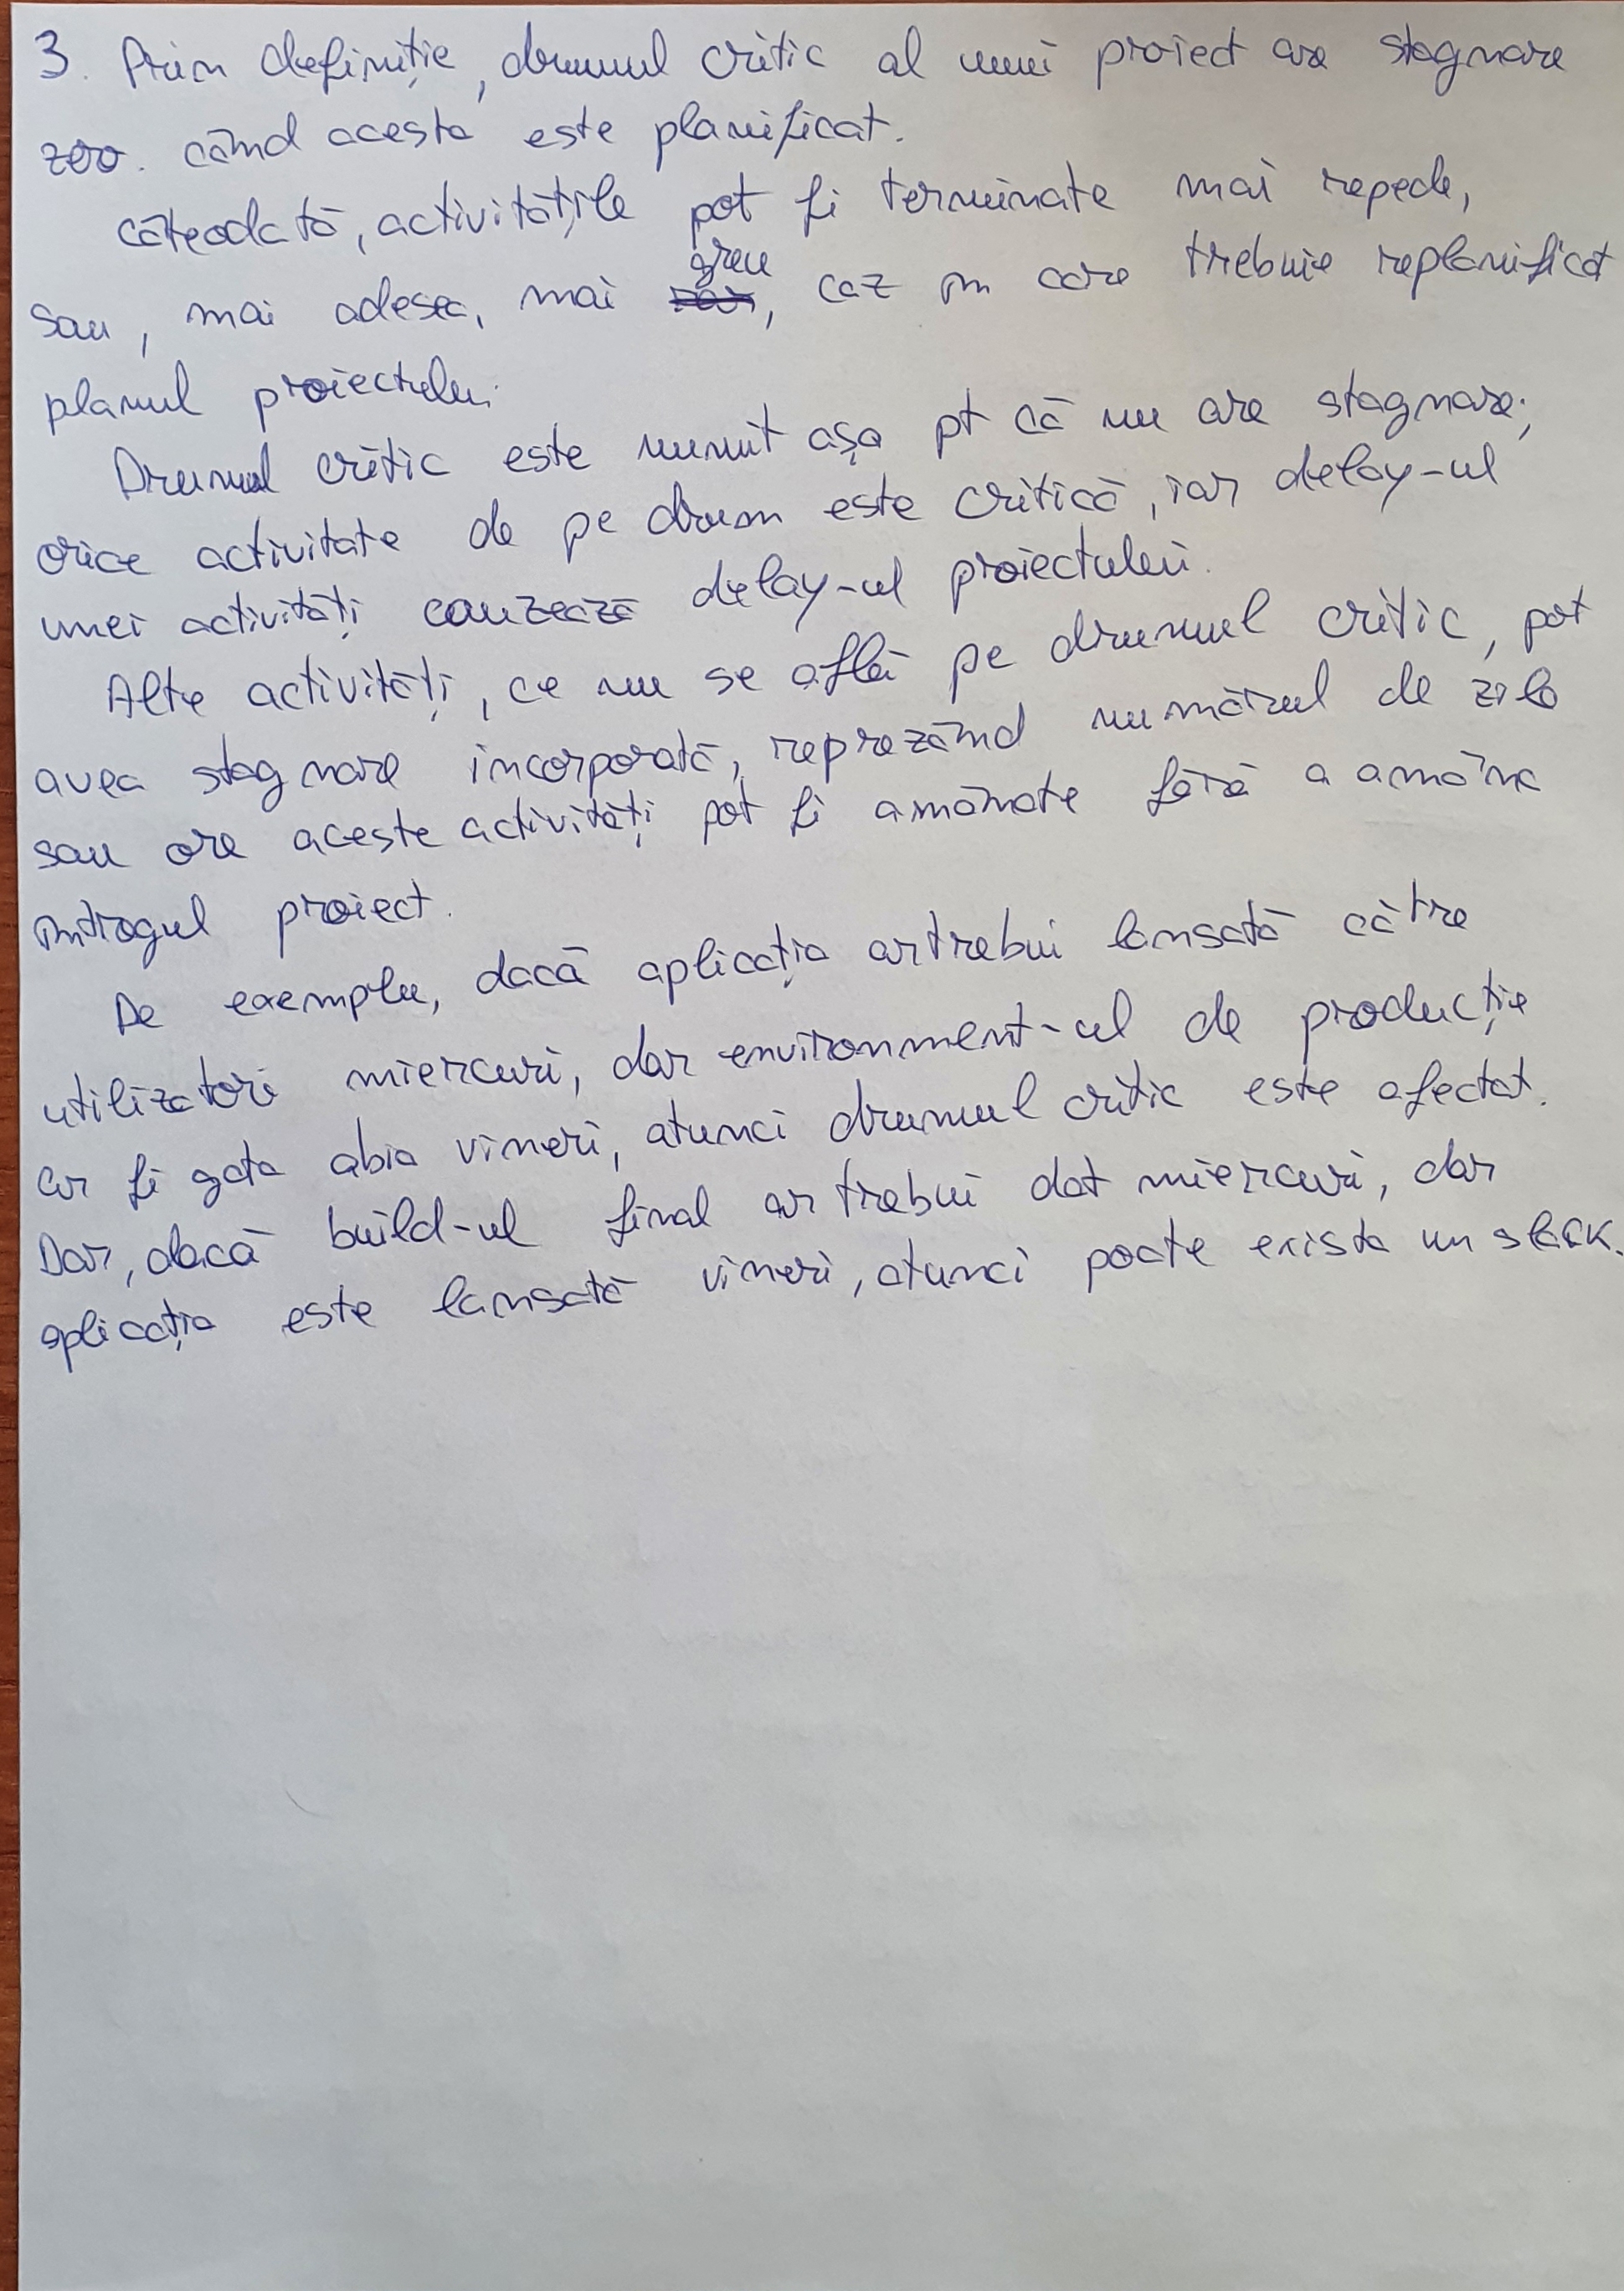 3. Prin definiție, drumul critic al unui proiect are stagnare
zero. când acesta este planificat.
câteodată, activitățile pot fi terminate mai repede,
greu
sau, mai adesea, mai , caz în care trebuie replanificat
planul proiectului.
Drumul critic este numit așa pt că nu are stagnare;
orice activitate de pe drum este critică, iar delay-ul
unei activități cauzează delay-ul proiectului.
Alte activități, ce nu se află pe drumul critic, pot
avea stagnare incorporată, reprezând numărul de zile
sau ore aceste activități pot fi amânate fără a amâna
întregul proiect.
De exemplu, dacă aplicația ar trebui lansată către
utilizatori miercuri, dar environment-ul de producție
ar fi gata abia vineri, atunci drumul critic este afectat.
Dar, dacă build-ul final ar trebui dat miercuri, dar
aplicația este lansată vineri, atunci poate exista un slack.